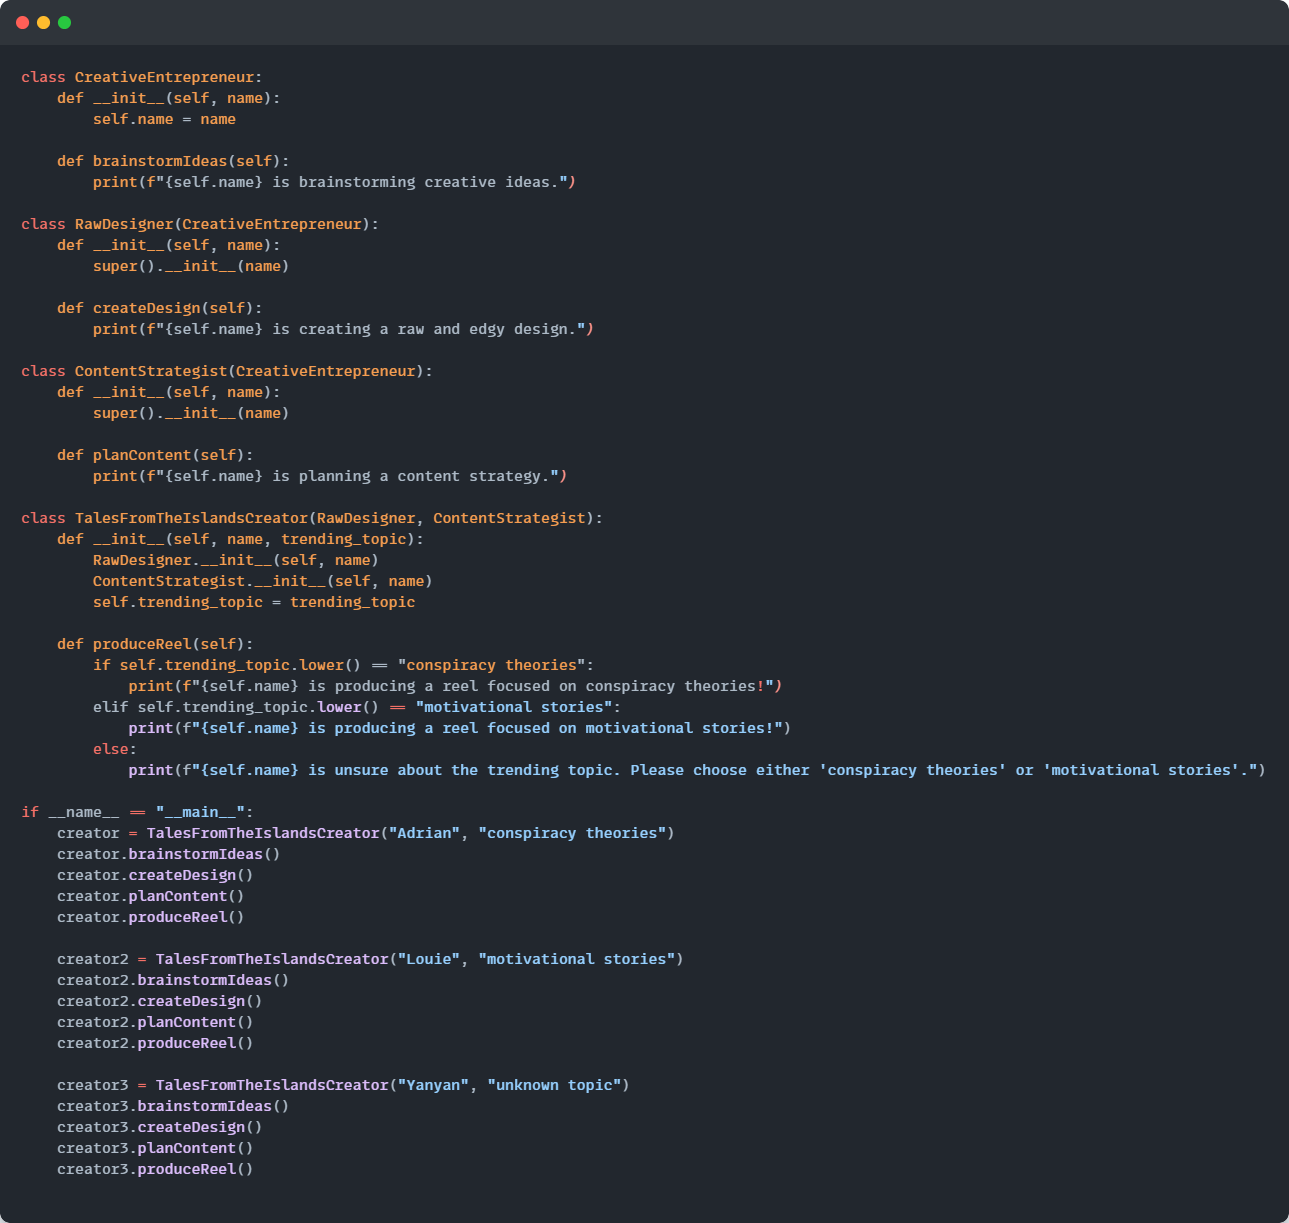 class CreativeEntrepreneur:
    def __init__(self, name):
        self.name = name

    def brainstormIdeas(self):
        print(f"{self.name} is brainstorming creative ideas.")

class RawDesigner(CreativeEntrepreneur):
    def __init__(self, name):
        super().__init__(name)

    def createDesign(self):
        print(f"{self.name} is creating a raw and edgy design.")

class ContentStrategist(CreativeEntrepreneur):
    def __init__(self, name):
        super().__init__(name)

    def planContent(self):
        print(f"{self.name} is planning a content strategy.")

class TalesFromTheIslandsCreator(RawDesigner, ContentStrategist):
    def __init__(self, name, trending_topic):
        RawDesigner.__init__(self, name)
        ContentStrategist.__init__(self, name)
        self.trending_topic = trending_topic

    def produceReel(self):
        if self.trending_topic.lower() == "conspiracy theories":
            print(f"{self.name} is producing a reel focused on conspiracy theories!")
        elif self.trending_topic.lower() == "motivational stories":
            print(f"{self.name} is producing a reel focused on motivational stories!")
        else:
            print(f"{self.name} is unsure about the trending topic. Please choose either 'conspiracy theories' or 'motivational stories'.")

if __name__ == "__main__":
    creator = TalesFromTheIslandsCreator("Adrian", "conspiracy theories")
    creator.brainstormIdeas()
    creator.createDesign()
    creator.planContent()
    creator.produceReel()

    creator2 = TalesFromTheIslandsCreator("Louie", "motivational stories")
    creator2.brainstormIdeas()
    creator2.createDesign()
    creator2.planContent()
    creator2.produceReel()

    creator3 = TalesFromTheIslandsCreator("Yanyan", "unknown topic")
    creator3.brainstormIdeas()
    creator3.createDesign()
    creator3.planContent()
    creator3.produceReel()